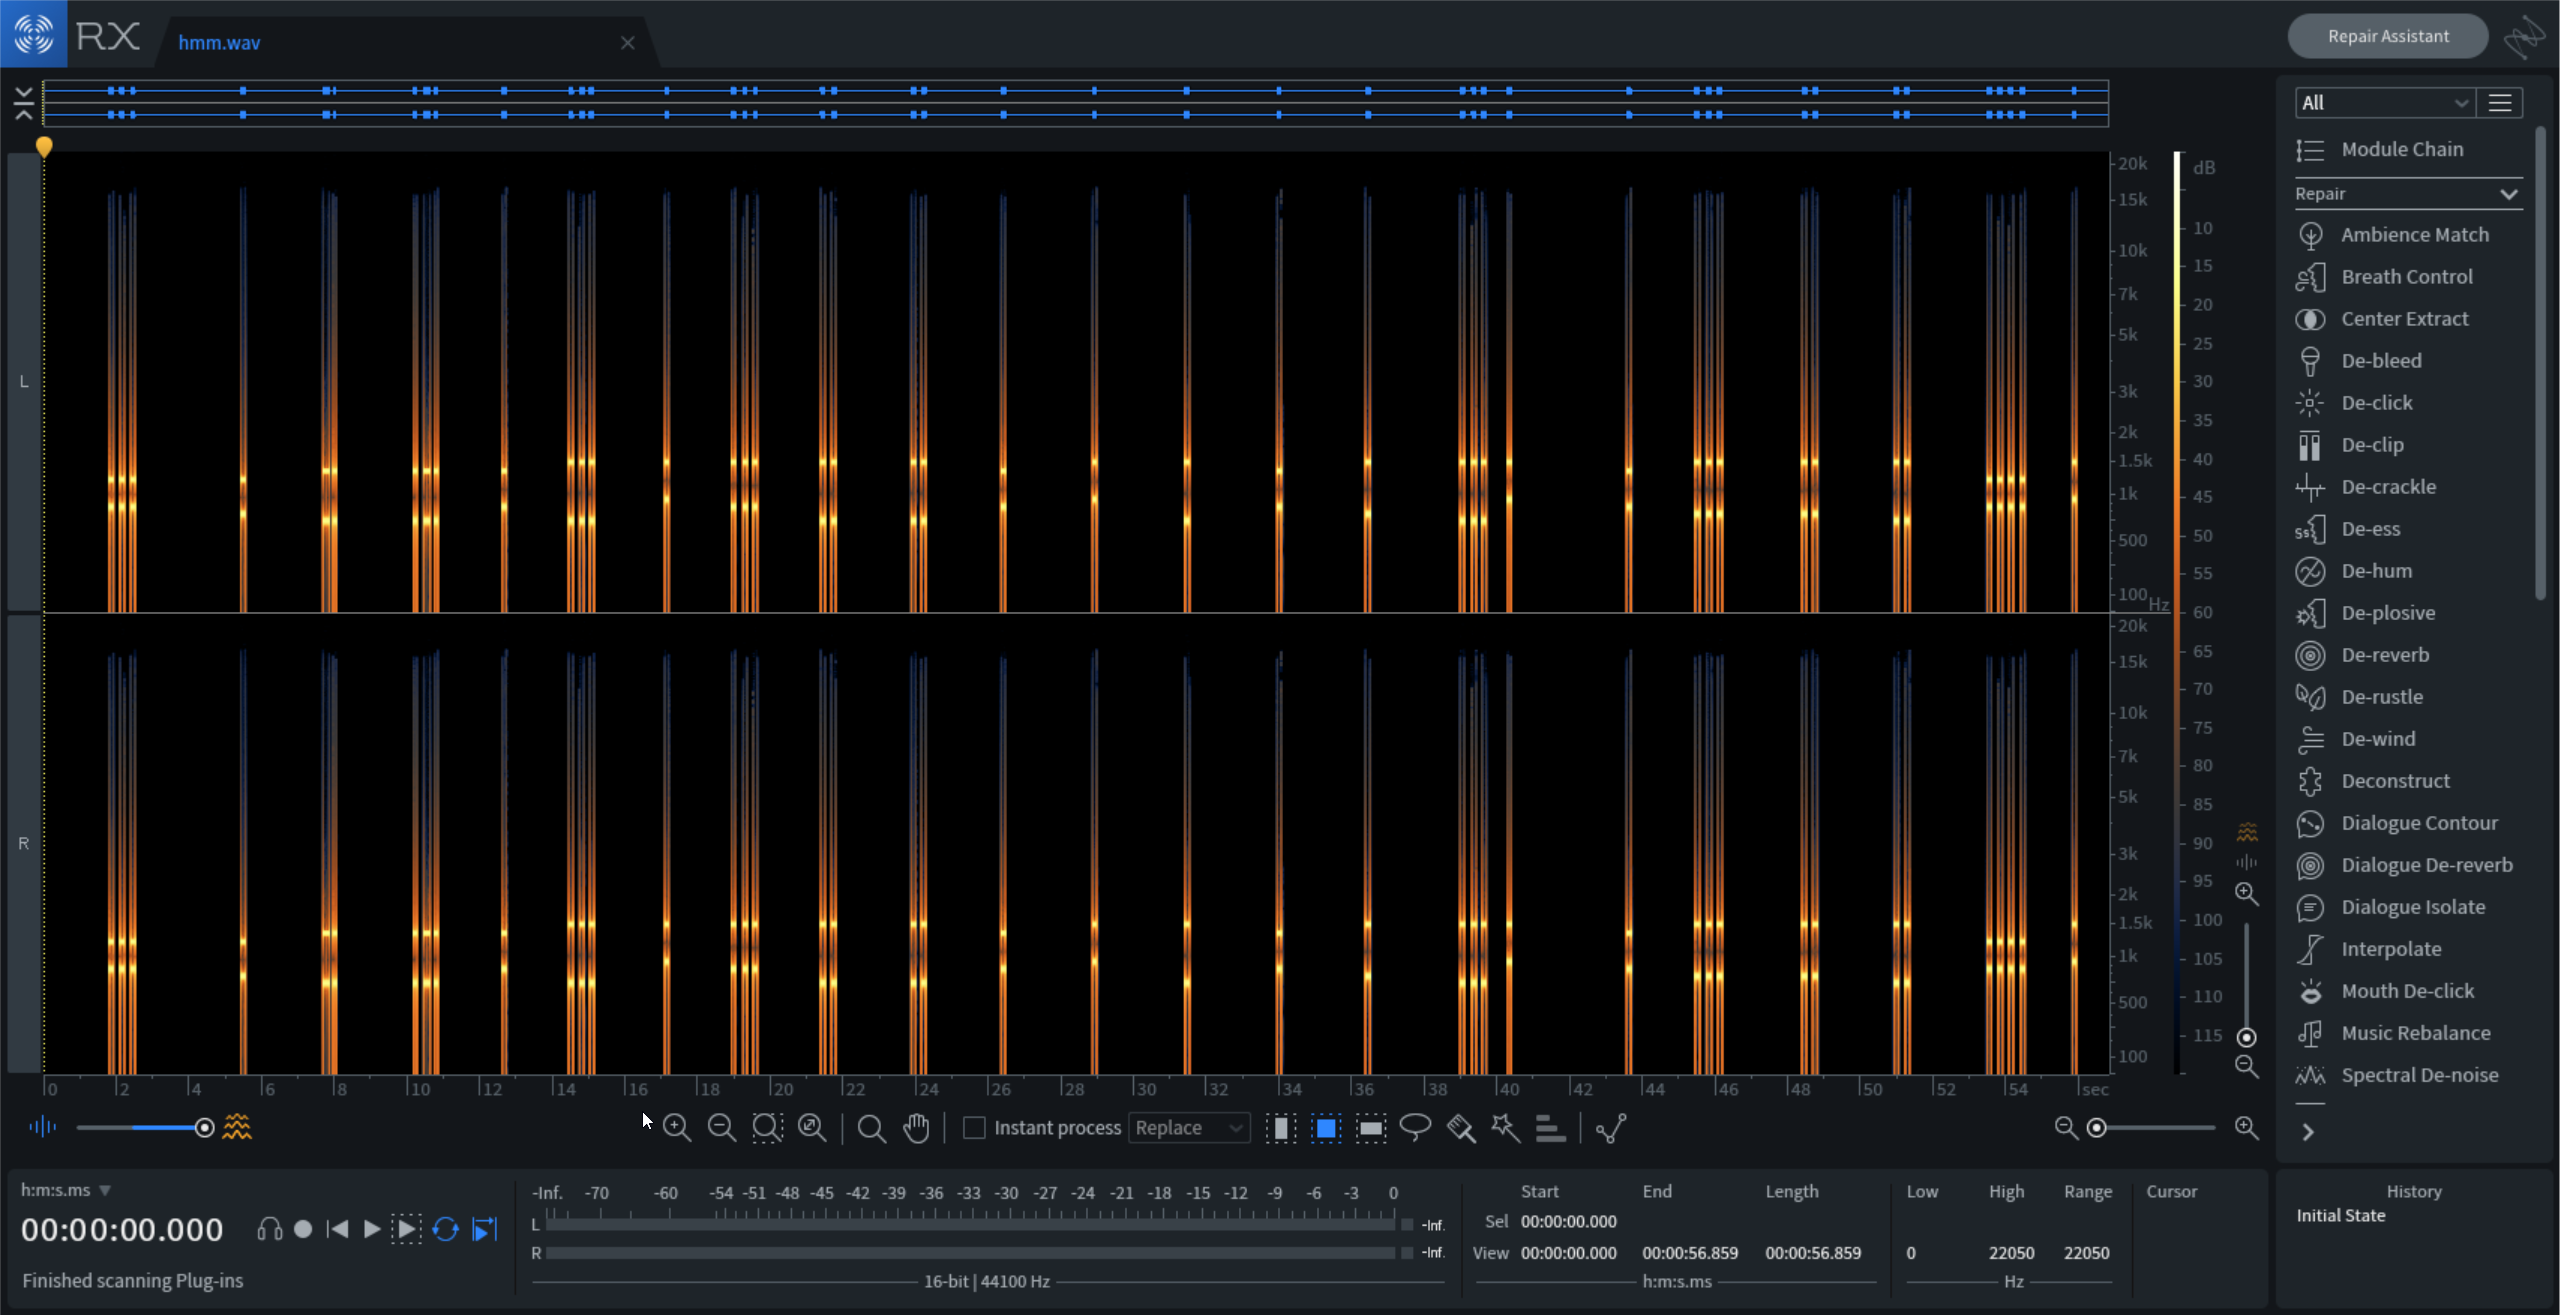 RX
hmm.wav
Repair Assistant
All
Module Chain
Repair
Ambience Match
Breath Control
Center Extract
De-bleed
De-click
De-clip
De-crackle
De-ess
De-hum
De-plosive
De-reverb
De-rustle
De-wind
Deconstruct
Dialogue Contour
Dialogue De-reverb
Dialogue Isolate
Interpolate
Mouth De-click
Music Rebalance
Spectral De-noise
L
20k
15k
10k
7k
5k
3k
2k
1.5k
1k
500
100
Hz
R
20k
15k
10k
7k
5k
3k
2k
1.5k
1k
500
100
dB
10
15
20
25
30
35
40
45
50
55
60
65
70
75
80
85
90
95
100
105
110
115
0 2 4 6 8 10 12 14 16 18 20 22 24 26 28 30 32 34 36 38 40 42 44 46 48 50 52 54 sec
Instant process Replace
h:m:s.ms
00:00:00.000
Finished scanning Plug-ins
-Inf. -70 -60 -54 -51 -48 -45 -42 -39 -36 -33 -30 -27 -24 -21 -18 -15 -12 -9 -6 -3 0
L -Inf.
R -Inf.
16-bit | 44100 Hz
Start End Length Low High Range Cursor
Sel 00:00:00.000
View 00:00:00.000 00:00:56.859 00:00:56.859 0 22050 22050
h:m:s.ms Hz
History
Initial State